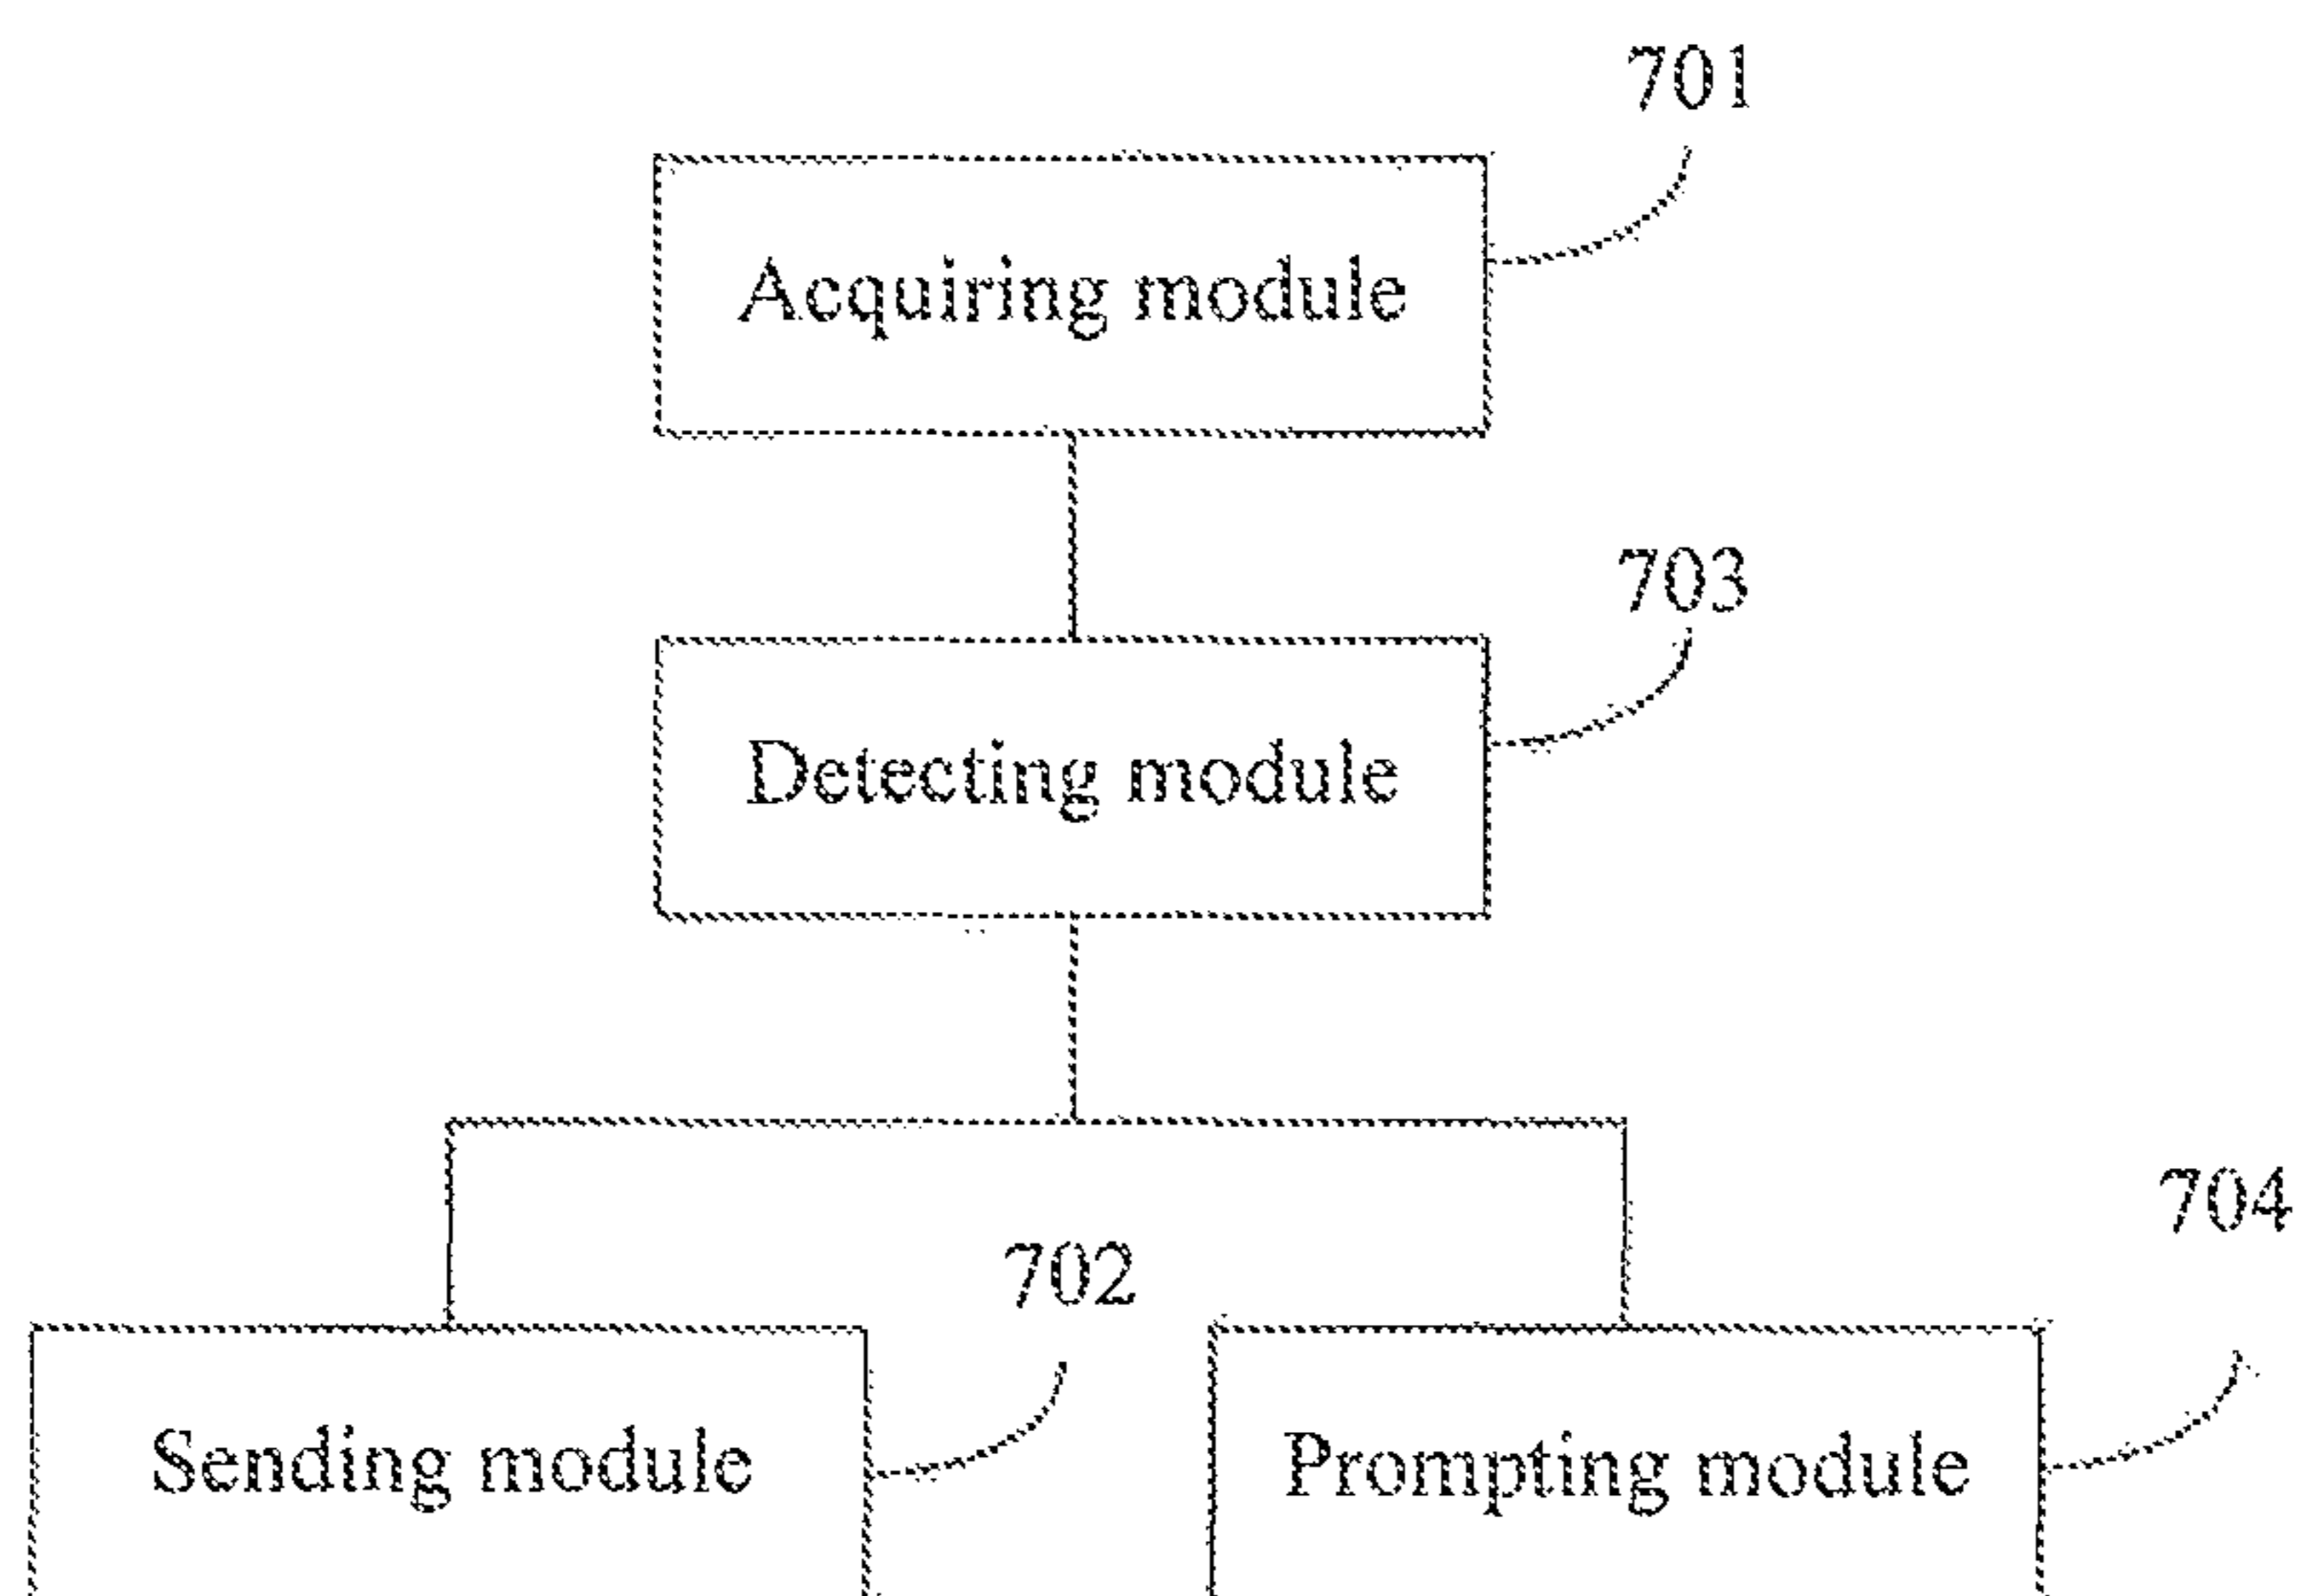 701
Acquiring module
703
Detecting module
704
702
Sending module
Prompting module